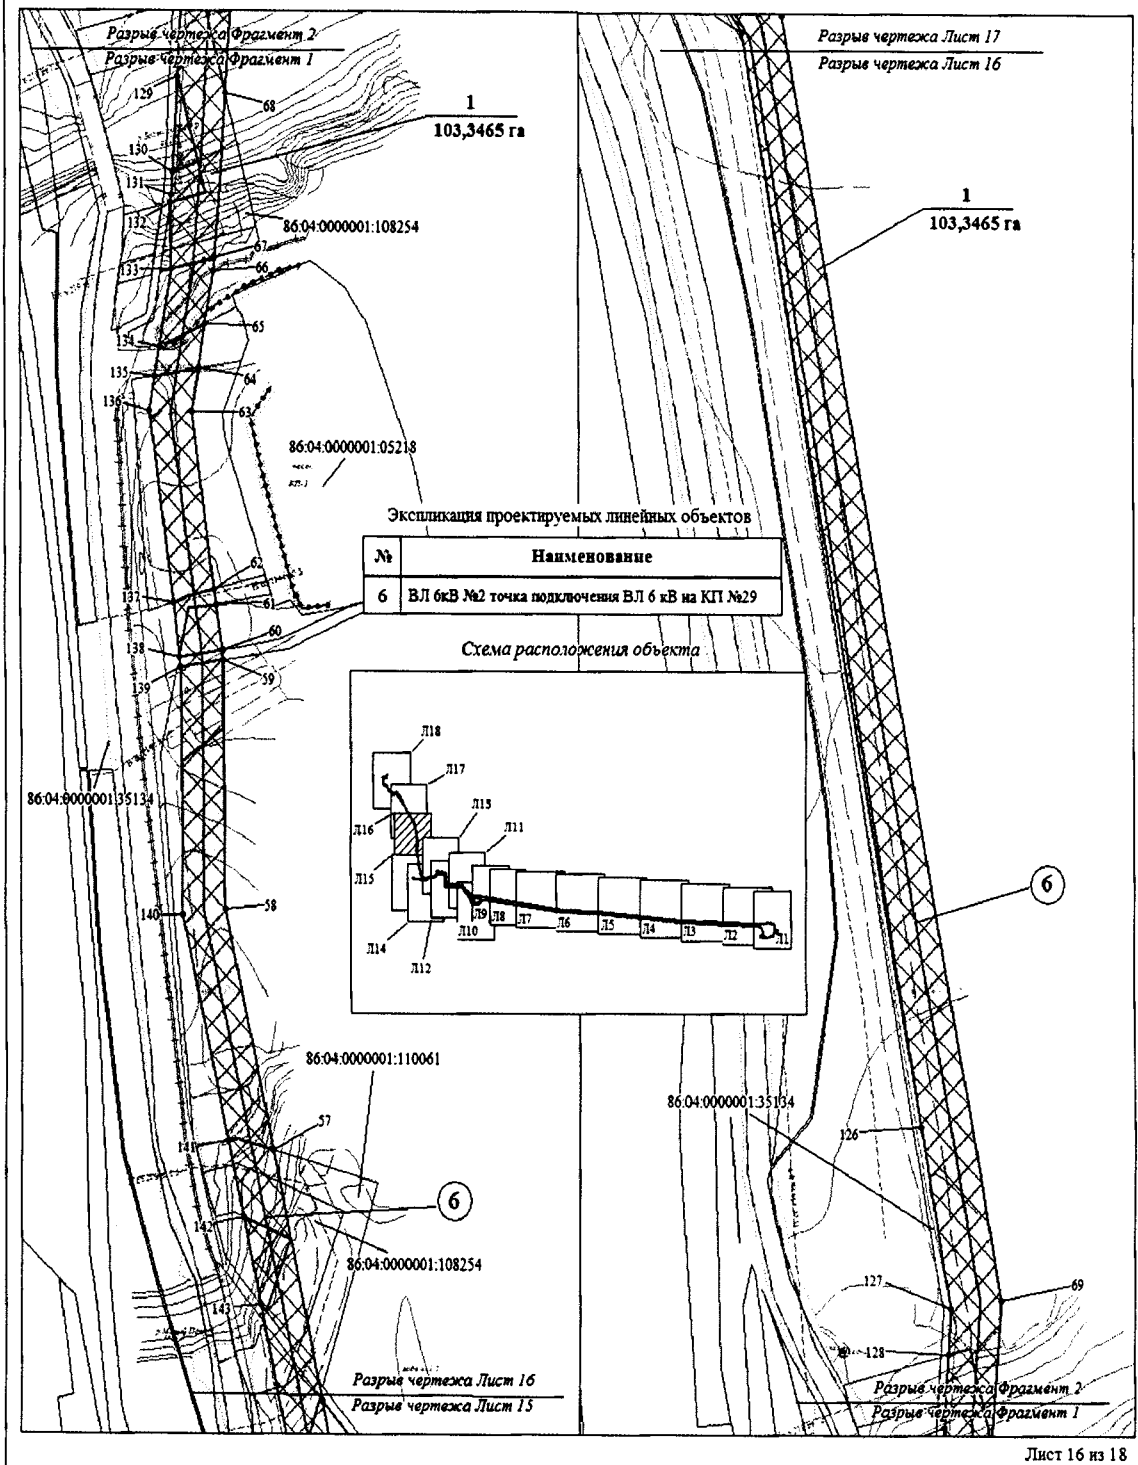 Разрыв чертежа Фрагмент 2
Разрыв чертежа Фрагмент 1
129
68
1
103,3465 га
130
131
132
86:04:0000001:108254
67
133
66
65
134
135
64
136
63
86:04:0000001:05218
КП-1
62
137
61
60
138
59
139
86:04:0000001:35134
58
140
86:04:0000001:110061
57
141
6
142
86:04:0000001:108254
143
Разрыв чертежа Лист 16
Разрыв чертежа Лист 15
Экспликация проектируемых линейных объектов
№ Наименование
6 ВЛ 6кВ №2 точка подключения ВЛ 6 кВ на КП №29
Схема расположения объекта
Л18
Л17
Л16
Л13
Л11
Л15
Л9
Л8
Л7
Л6
Л5
Л4
Л3
Л2
Л1
Л10
Л14
Л12
Разрыв чертежа Лист 17
Разрыв чертежа Лист 16
1
103,3465 га
6
86:04:0000001:35134
126
127
69
128
Разрыв чертежа Фрагмент 2
Разрыв чертежа Фрагмент 1
Лист 16 из 18